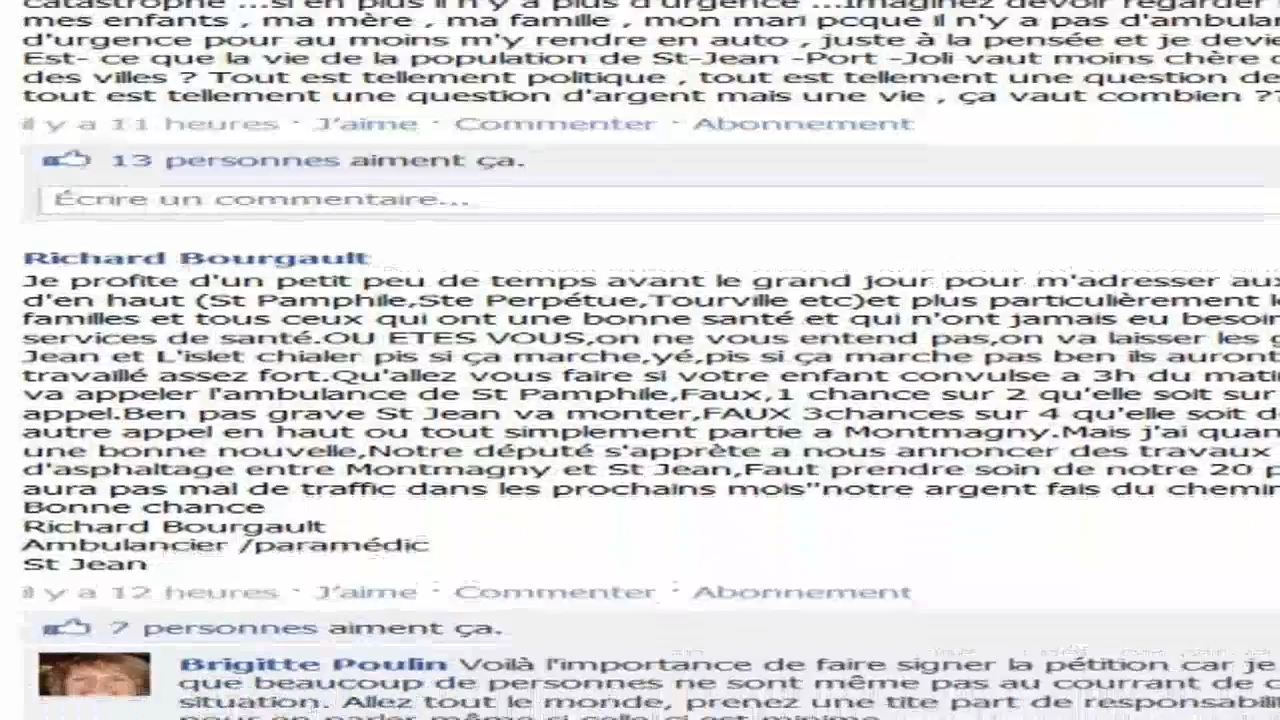 catastrophe ...si en plus il n'y a plus d'urgence ...Imaginez devoir regarder
mes enfants , ma mère , ma famille , mon mari pcque il n'y a pas
d'urgence pour au moins m'y rendre en auto , juste à la pensée et je
Est- ce que la vie de la population de St-Jean -Port -Joli vaut moins chère
des villes ? Tout est tellement politique , tout est tellement une question de
tout est tellement une question d'argent mais une vie , ça vaut combien ??
il y a 11 heures · J'aime · Commenter · Abonnement
13 personnes aiment ça.
Écrire un commentaire...
Richard Bourgault
Je profite d'un petit peu de temps avant le grand jour pour m'adresser aux
d'en haut (St Pamphile,Ste Perpétue,Tourville etc)et plus particulièrement
familles et tous ceux qui ont une bonne santé et qui n'ont jamais eu
services de santé.OU ETES VOUS,on ne vous entend pas,on va laisser les
Jean et L'islet chialer pis si ça marche,yé,pis si ça marche pas ben ils auront
travaillé assez fort.Qu'allez vous faire si votre enfant convulse a 3h du
va appeler l'ambulance de St Pamphile,Faux,1 chance sur 2 qu'elle soit sur
appel.Ben pas grave St Jean va monter,FAUX 3chances sur 4 qu'elle soit
autre appel en haut ou tout simplement partie a Montmagny.Mais j'ai
une bonne nouvelle,Notre député s'apprète a nous annoncer des travaux
d'asphaltage entre Montmagny et St Jean,Faut prendre soin de notre 20
aura pas mal de traffic dans les prochains mois"notre argent fais du
Bonne chance
Richard Bourgault
Ambulancier /paramédic
St Jean
il y a 12 heures · J'aime · Commenter · Abonnement
7 personnes aiment ça.
Brigitte Poulin Voilà l'importance de faire signer la pétition car je
que beaucoup de personnes ne sont même pas au courant de
situation. Allez tout le monde, prenez une tite part de
pour en parler même si celle-ci est minime